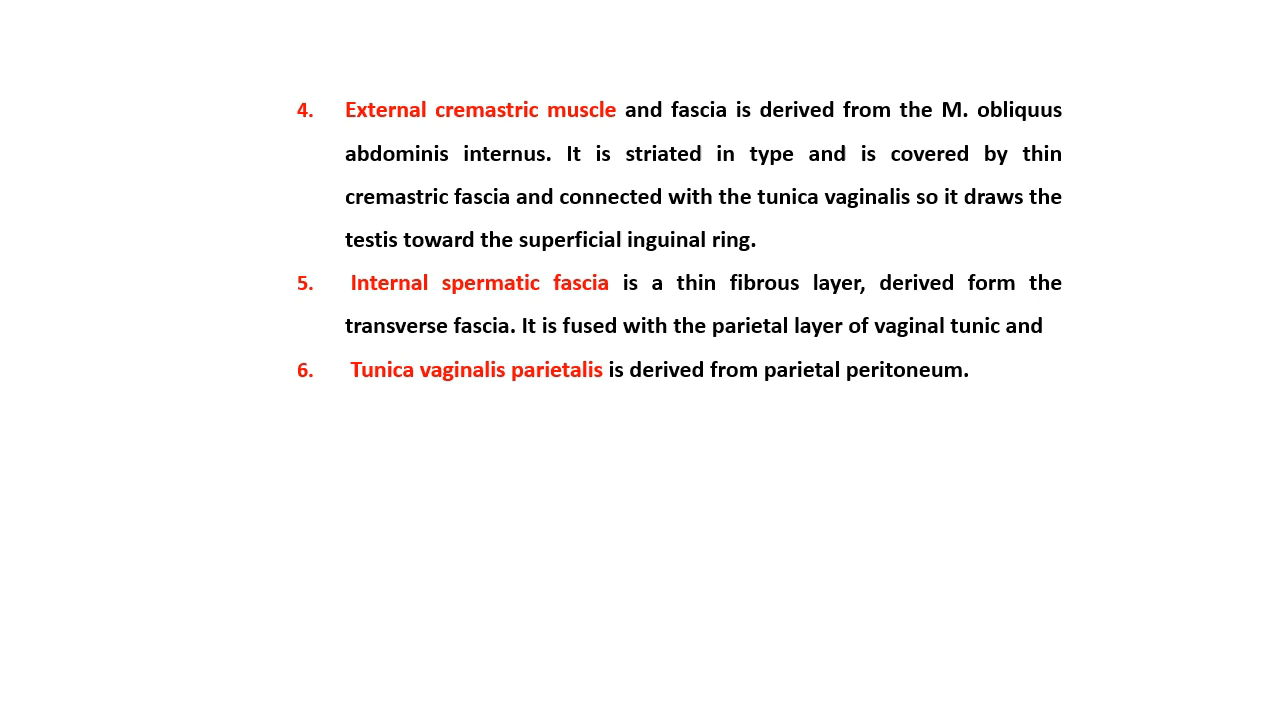 4. External cremastric muscle and fascia is derived from the M. obliquus
abdominis internus. It is striated in type and is covered by thin
cremastric fascia and connected with the tunica vaginalis so it draws the
testis toward the superficial inguinal ring.
5. Internal spermatic fascia is a thin fibrous layer, derived form the
transverse fascia. It is fused with the parietal layer of vaginal tunic and
6. Tunica vaginalis parietalis is derived from parietal peritoneum.